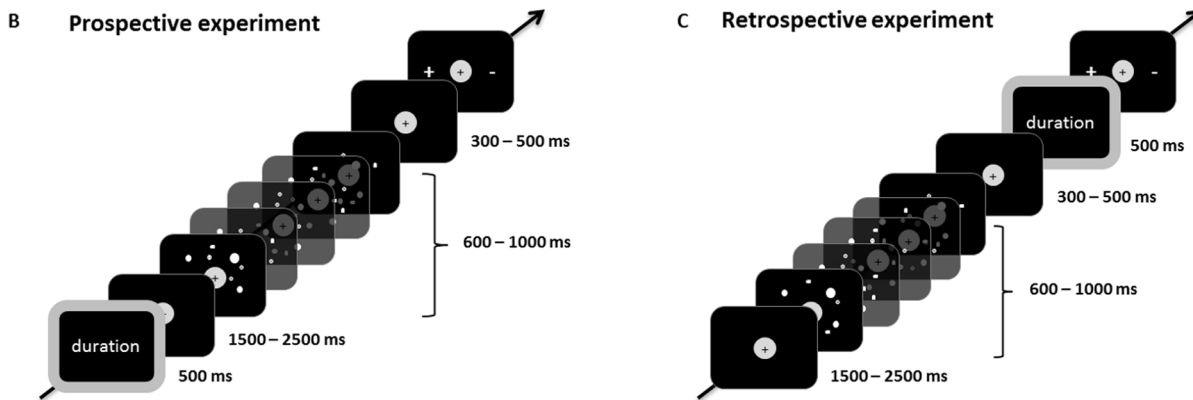 B Prospective experiment
+ + -
+
300 – 500 ms
+
+
+
600 – 1000 ms
+
+
1500 – 2500 ms
duration
500 ms
C Retrospective experiment
+ + -
duration
500 ms
+
300 – 500 ms
+
+
+
600 – 1000 ms
+
1500 – 2500 ms